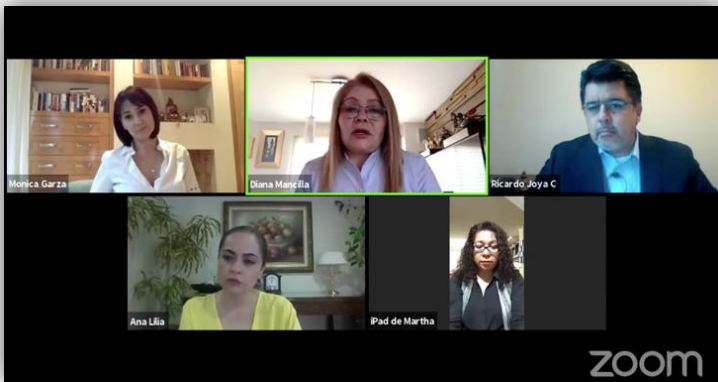 Monica Garza
Diana Mancilla
Ricardo Joya C
Ana Lilia
iPad de Martha
zoom